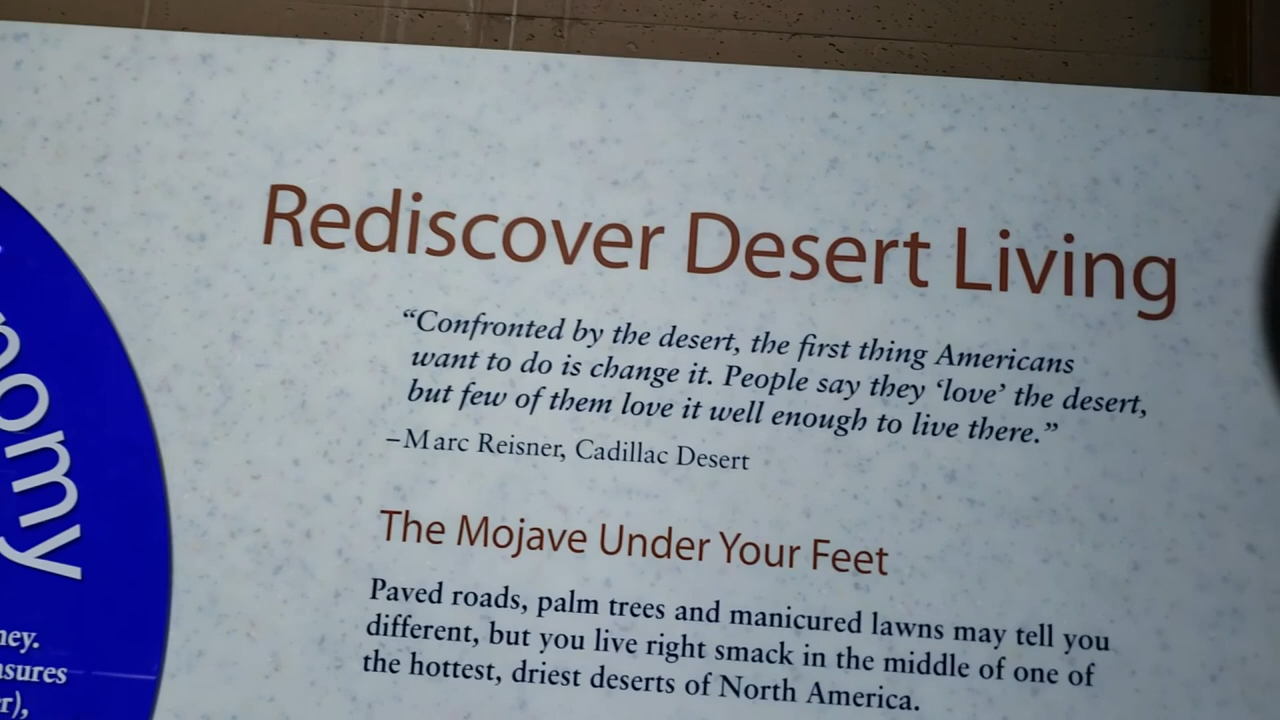 Rediscover Desert Living
“Confronted by the desert, the first thing Americans
want to do is change it. People say they ‘love’ the desert,
but few of them love it well enough to live there.”
–Marc Reisner, Cadillac Desert
The Mojave Under Your Feet
Paved roads, palm trees and manicured lawns may tell you
different, but you live right smack in the middle of one of
the hottest, driest deserts of North America.